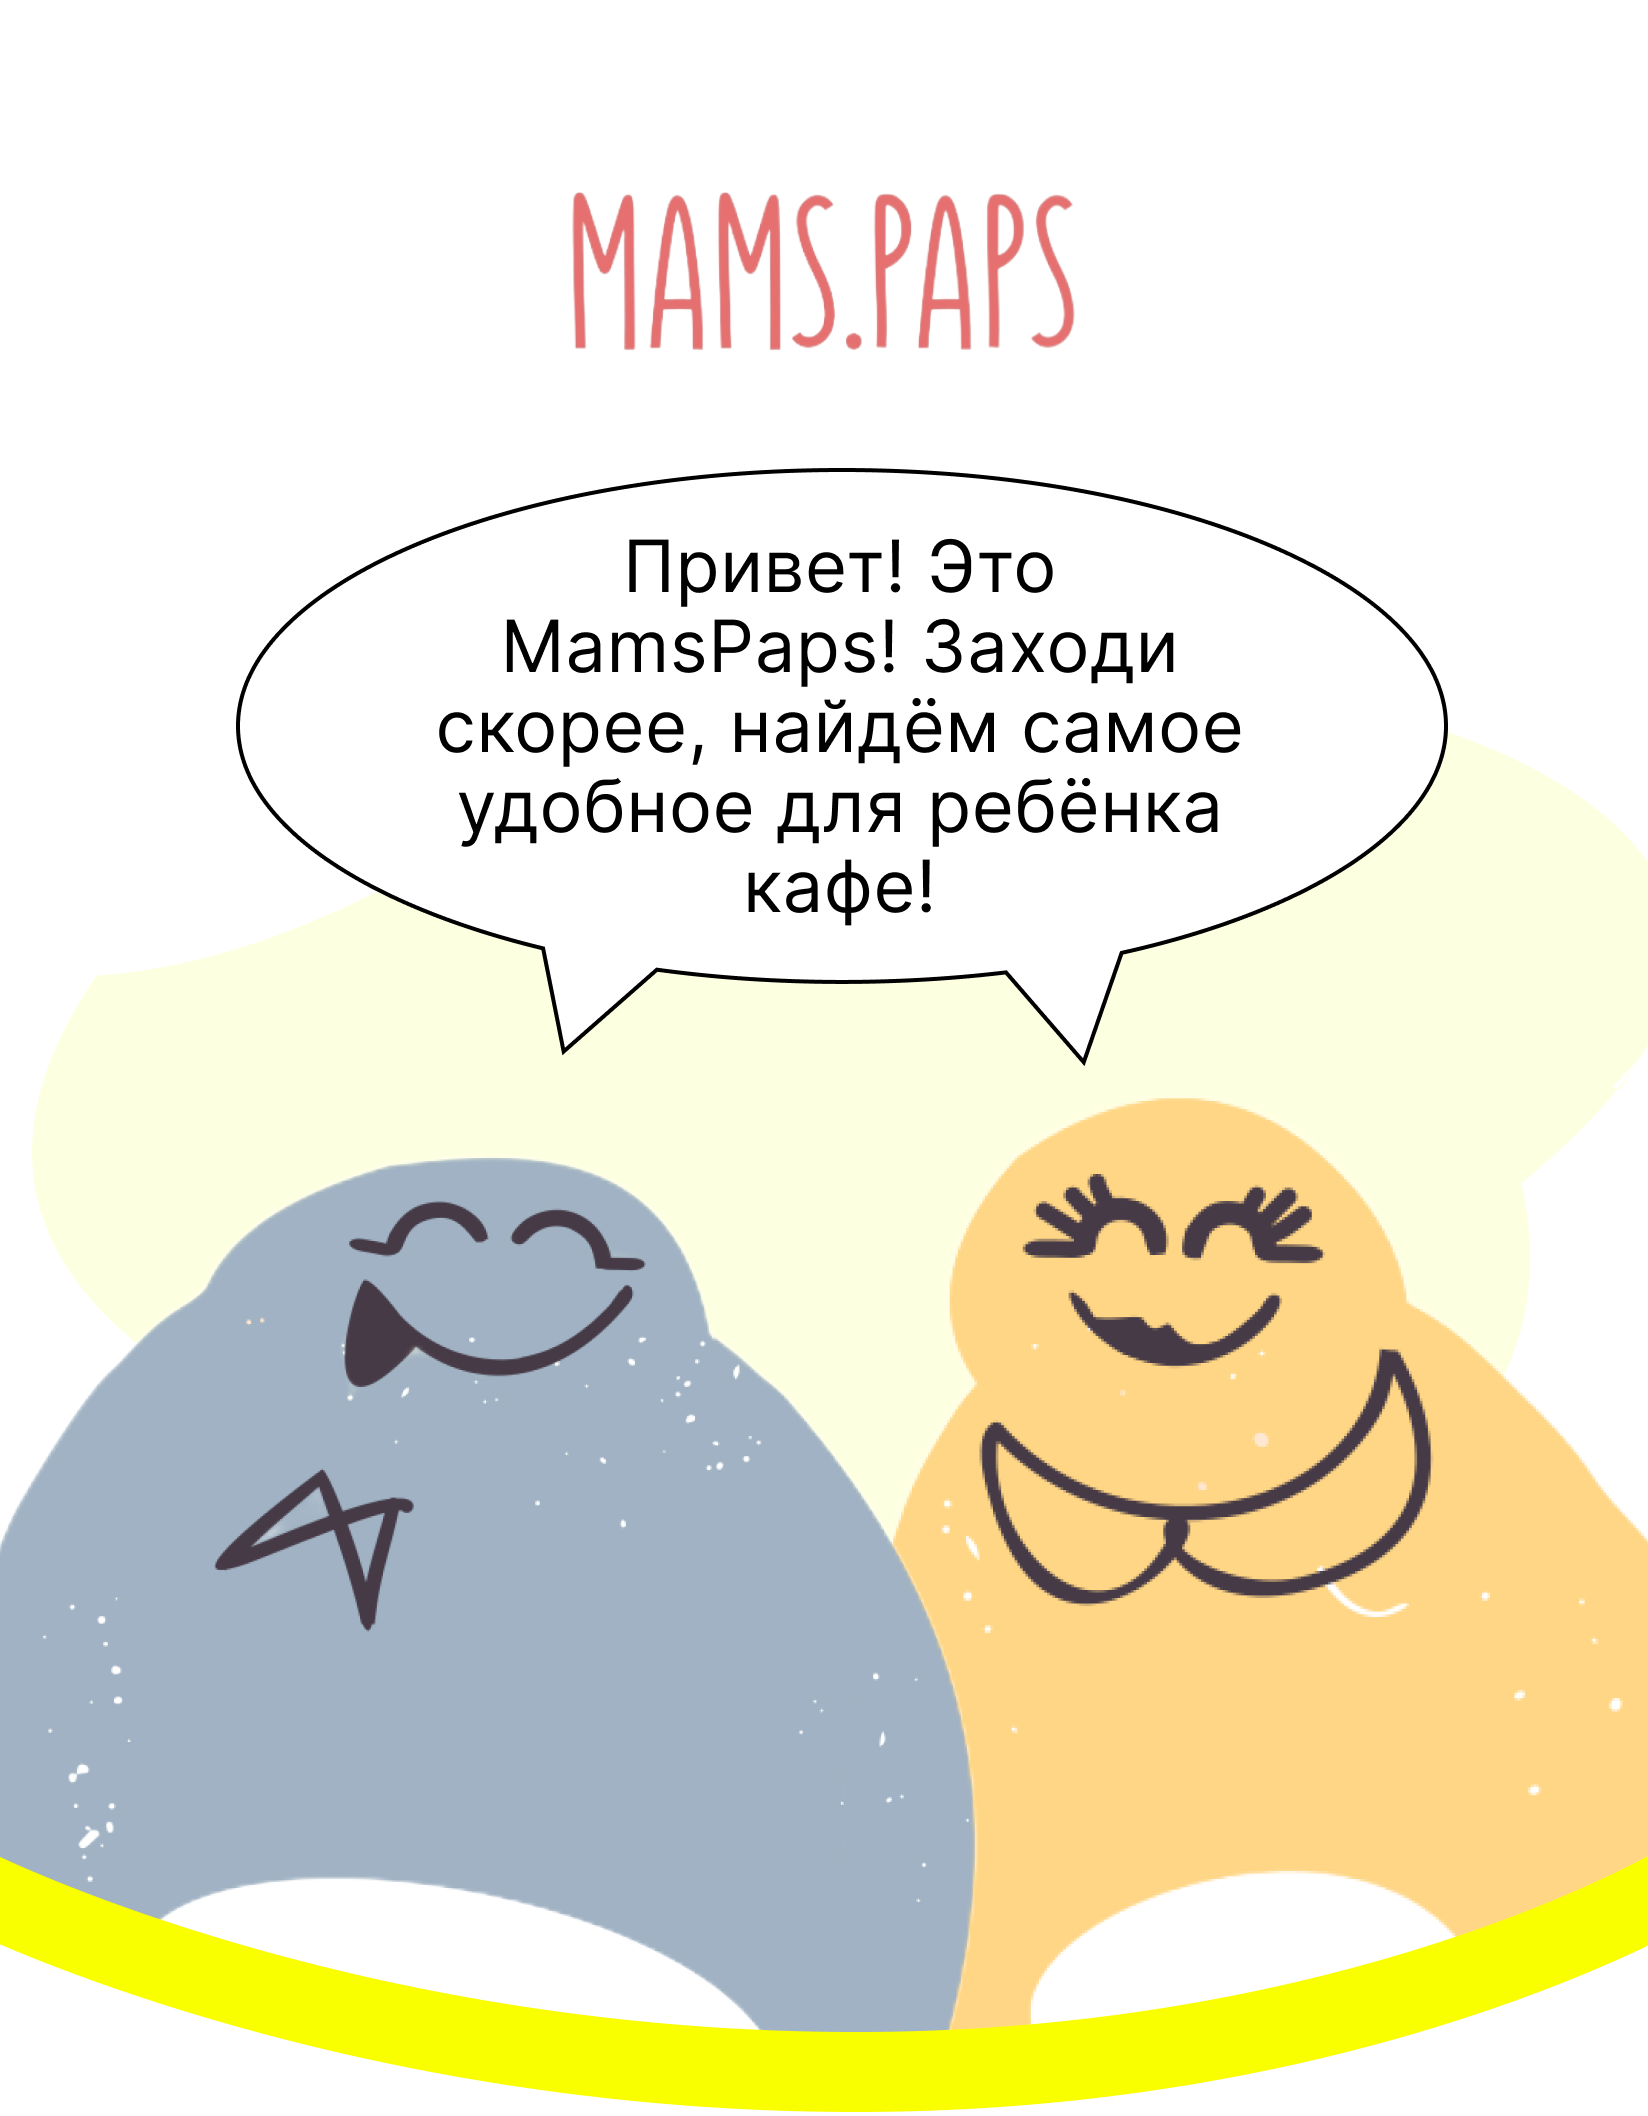 MAMS.PAPS
Привет! Это
MamsPaps! Заходи
скорее, найдём самое
удобное для ребёнка
кафе!